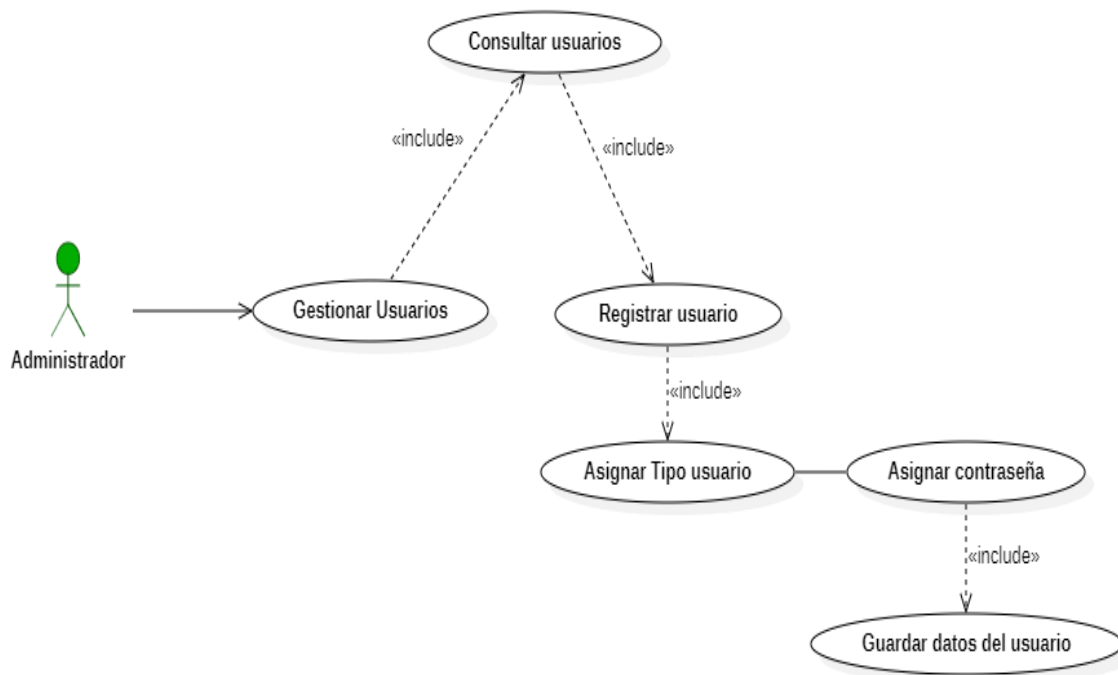 Consultar usuarios
«include»
«include»
Gestionar Usuarios
Registrar usuario
Administrador
«include»
Asignar Tipo usuario
Asignar contraseña
«include»
Guardar datos del usuario